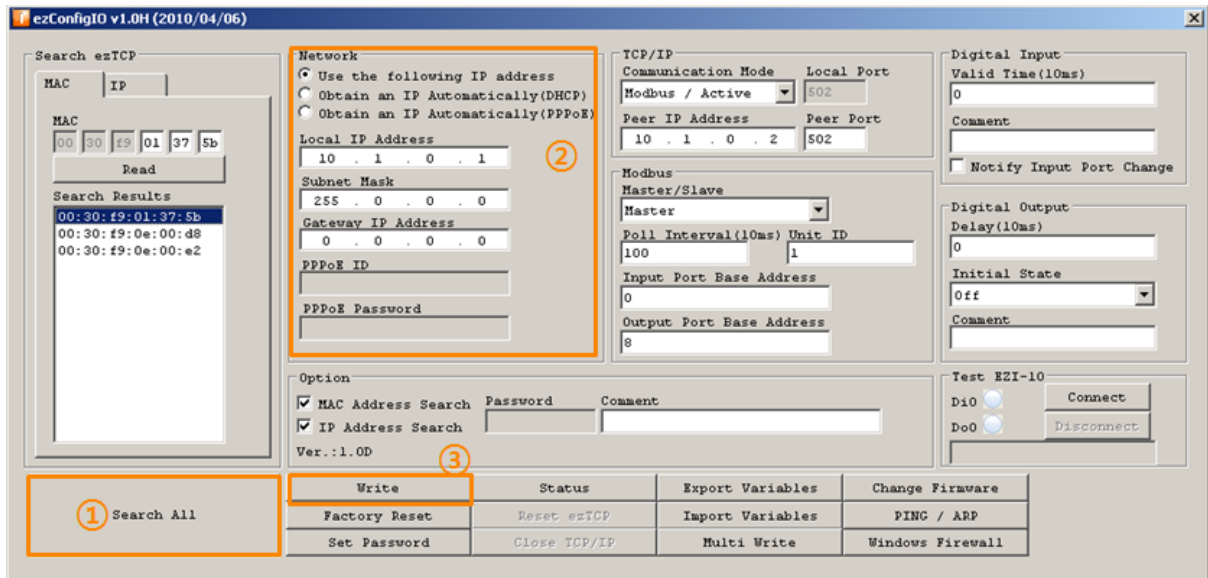 ezConfigIO v1.0H (2010/04/06)
Search ezTCP
MAC
IP
MAC
00 30 f9 01 37 5b
Read
Search Results
00:30:f9:01:37:5b
00:30:f9:0e:00:d8
00:30:f9:0e:00:e2
① Search All
Network
Use the following IP address
Obtain an IP Automatically(DHCP)
Obtain an IP Automatically(PPPoE)
Local IP Address
10 . 1 . 0 . 1
②
Subnet Mask
255 . 0 . 0 . 0
Gateway IP Address
0 . 0 . 0 . 0
PPPoE ID
PPPoE Password
TCP/IP
Communication Mode Local Port
Modbus / Active 502
Peer IP Address Peer Port
10 . 1 . 0 . 2 502
Modbus
Master/Slave
Master
Poll Interval(10ms) Unit ID
100 1
Input Port Base Address
0
Output Port Base Address
8
Digital Input
Valid Time(10ms)
0
Comment
Notify Input Port Change
Digital Output
Delay(10ms)
0
Initial State
Off
Comment
Option
MAC Address Search Password Comment
IP Address Search
Ver.:1.0D
③
Test EZI-10
Di0 Connect
Do0 Disconnect
Write Status Export Variables Change Firmware
Factory Reset Reset ezTCP Import Variables PING / ARP
Set Password Close TCP/IP Multi Write Windows Firewall